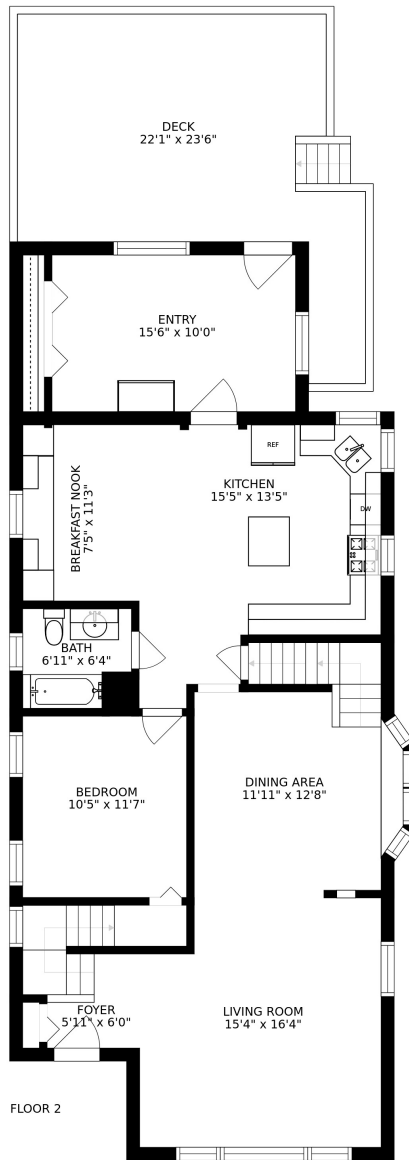 DECK
22'1" x 23'6"
ENTRY
15'6" x 10'0"
REF
KITCHEN
15'5" x 13'5"
BREAKFAST NOOK
7'5" x 11'3"
DW
BATH
6'11" x 6'4"
DINING AREA
11'11" x 12'8"
BEDROOM
10'5" x 11'7"
FOYER
5'11" x 6'0"
LIVING ROOM
15'4" x 16'4"
FLOOR 2